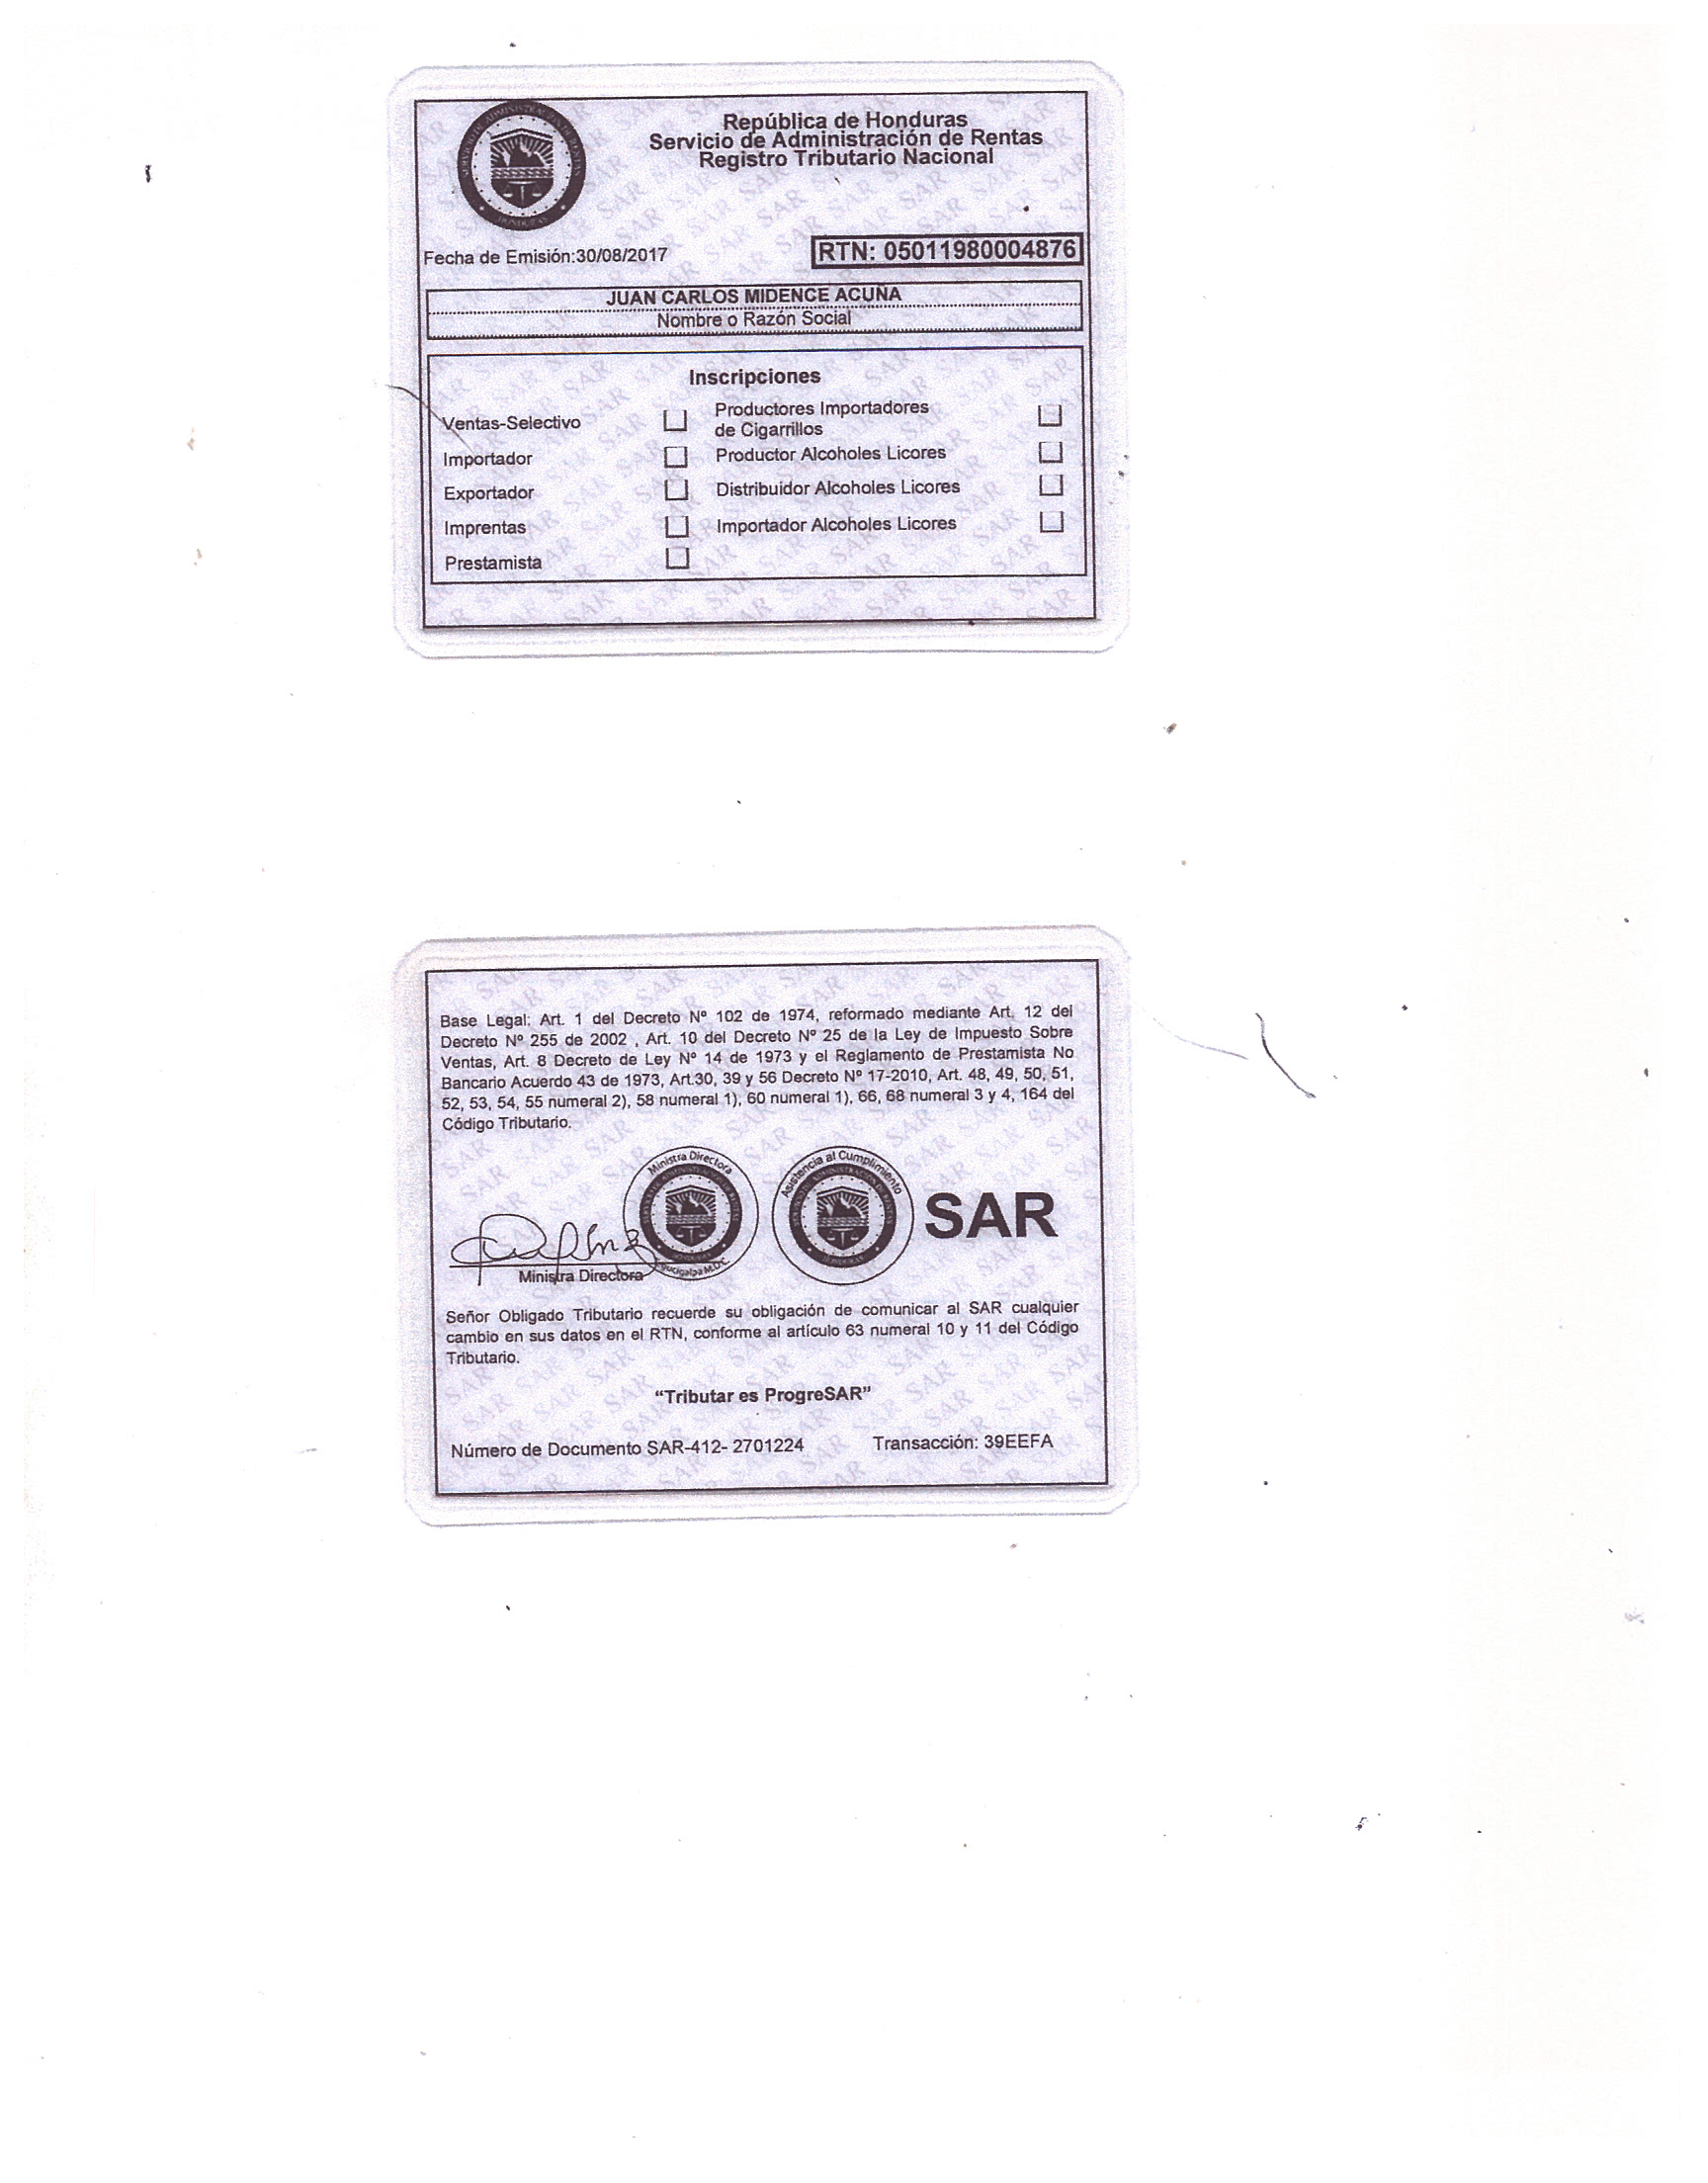 República de Honduras
Servicio de Administración de Rentas
Registro Tributario Nacional
Fecha de Emisión:30/08/2017
RTN: 05011980004876
JUAN CARLOS MIDENCE ACUÑA
Nombre o Razón Social
Inscripciones
Ventas-Selectivo
Importador
Exportador
Imprentas
Prestamista
Productores Importadores
de Cigarrillos
Productor Alcoholes Licores
Distribuidor Alcoholes Licores
Importador Alcoholes Licores
Base Legal: Art. 1 del Decreto Nº 102 de 1974, reformado mediante Art. 12 del
Decreto Nº 255 de 2002 , Art. 10 del Decreto Nº 25 de la Ley de Impuesto Sobre
Ventas, Art. 8 Decreto de Ley Nº 14 de 1973 y el Reglamento de Prestamista No
Bancario Acuerdo 43 de 1973, Art.30, 39 y 56 Decreto Nº 17-2010, Art. 48, 49, 50, 51,
52, 53, 54, 55 numeral 2), 58 numeral 1), 60 numeral 1), 66, 68 numeral 3 y 4, 164 del
Código Tributario.
Ministra Directora
Asistencia al Cumplimiento
SAR
Ministra Directora
Señor Obligado Tributario recuerde su obligación de comunicar al SAR cualquier
cambio en sus datos en el RTN, conforme al artículo 63 numeral 10 y 11 del Código
Tributario.
“Tributar es ProgreSAR”
Número de Documento SAR-412- 2701224
Transacción: 39EEFA